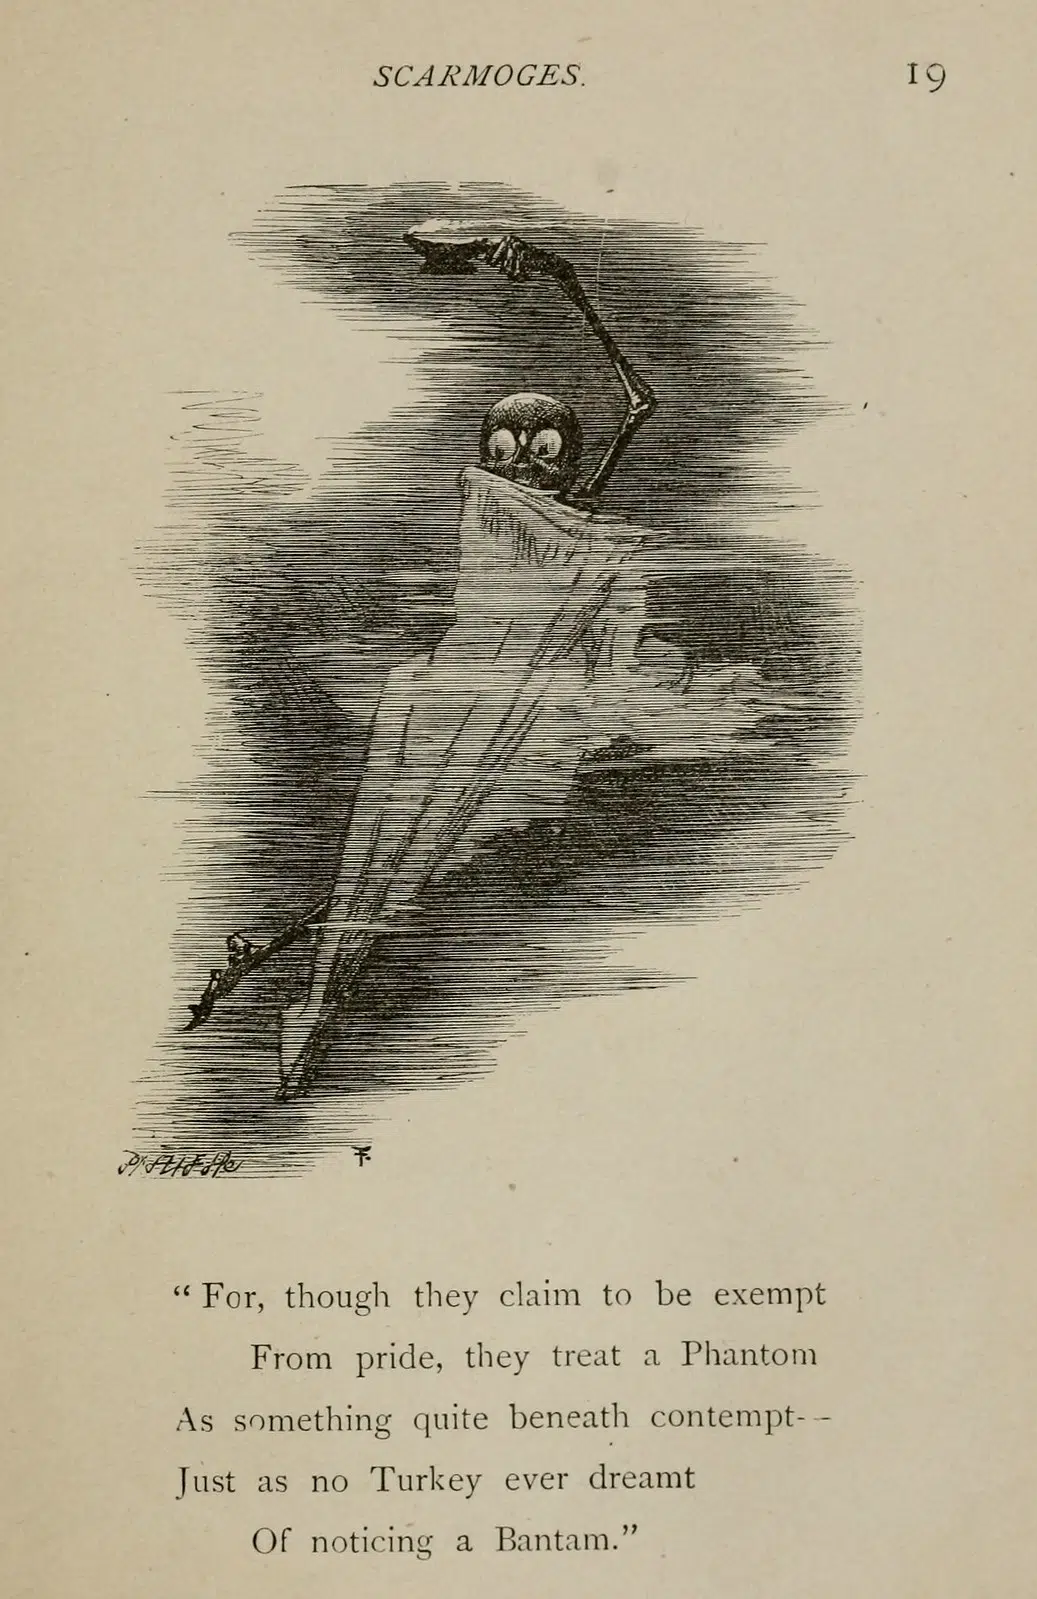 SCARMOGES.
19
“ For, though they claim to be exempt
From pride, they treat a Phantom
As something quite beneath contempt--
Just as no Turkey ever dreamt
Of noticing a Bantam.”